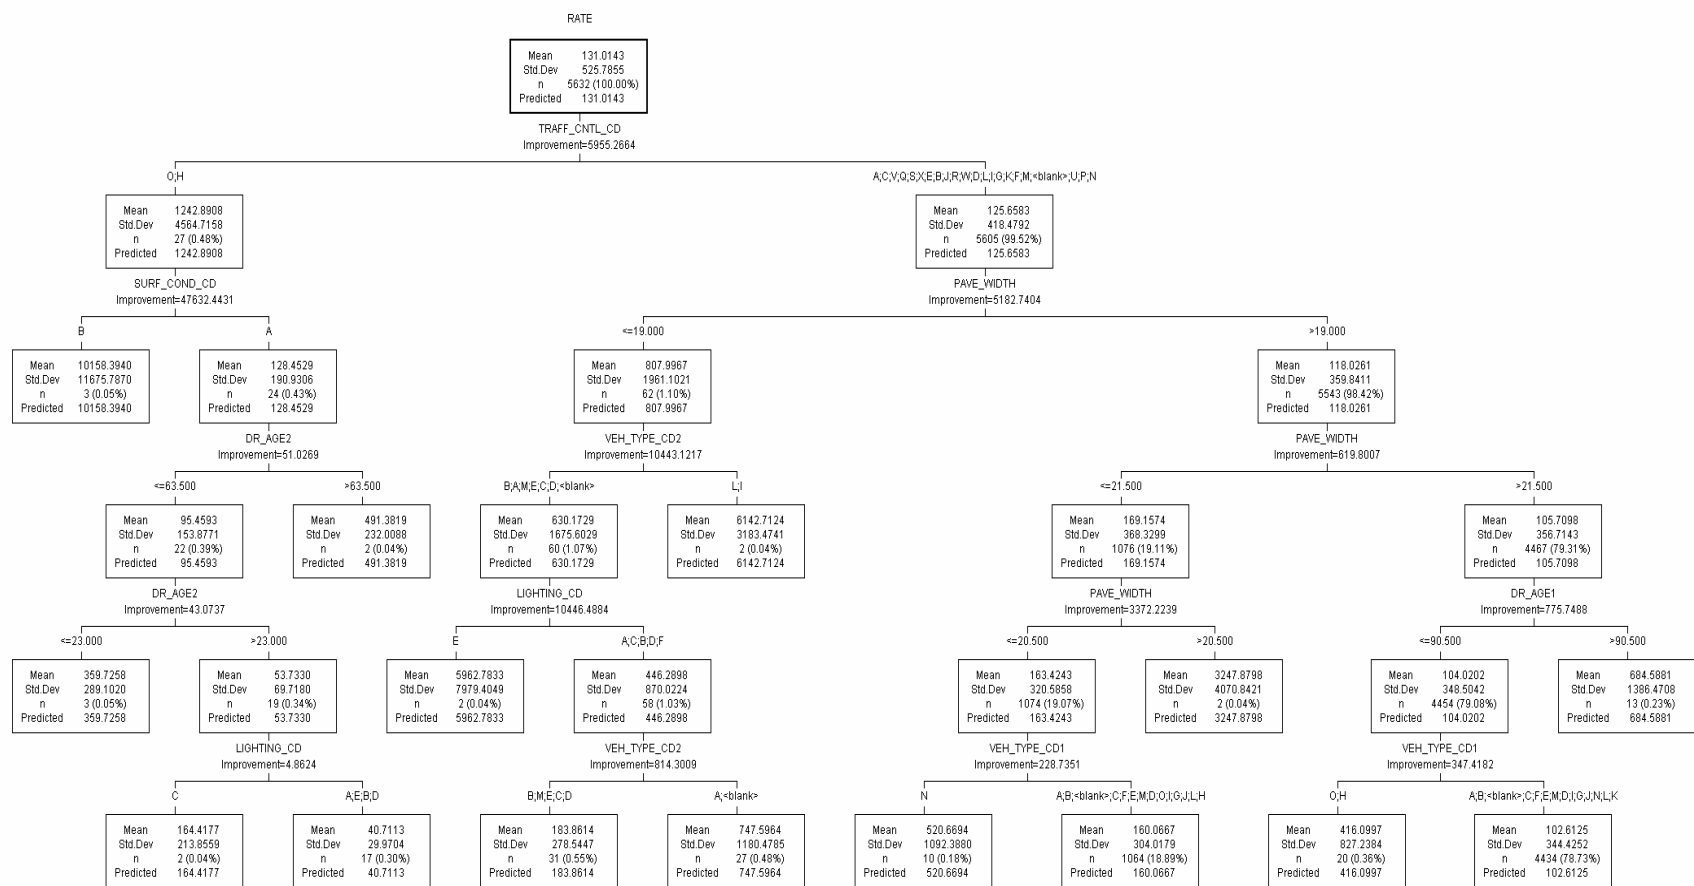 RATE
Mean 131.0143
Std.Dev 525.7855
n 5632 (100.00%)
Predicted 131.0143
TRAFF_CNTL_CD
Improvement=5955.2664
O;H
A;C;V;Q;S;X;E;B;J;R;W;D;L;I;G;K;F;M;<blank>;U;P;N
Mean 1242.8908
Std.Dev 4564.7158
n 27 (0.48%)
Predicted 1242.8908
SURF_COND_CD
Improvement=47632.4431
Mean 125.6583
Std.Dev 418.4792
n 5605 (99.52%)
Predicted 125.6583
PAVE_WIDTH
Improvement=5182.7404
B
A
<=19.000
>19.000
Mean 10158.3940
Std.Dev 11675.7870
n 3 (0.05%)
Predicted 10158.3940
Mean 128.4529
Std.Dev 190.9306
n 24 (0.43%)
Predicted 128.4529
DR_AGE2
Improvement=51.0269
Mean 807.9967
Std.Dev 1961.1021
n 62 (1.10%)
Predicted 807.9967
VEH_TYPE_CD2
Improvement=10443.1217
Mean 118.0261
Std.Dev 359.8411
n 5543 (98.42%)
Predicted 118.0261
PAVE_WIDTH
Improvement=619.8007
<=63.500
>63.500
B;A;M;E;C;D;<blank>
L;I
<=21.500
>21.500
Mean 95.4593
Std.Dev 153.8771
n 22 (0.39%)
Predicted 95.4593
DR_AGE2
Improvement=43.0737
Mean 491.3819
Std.Dev 232.0088
n 2 (0.04%)
Predicted 491.3819
Mean 630.1729
Std.Dev 1675.6029
n 60 (1.07%)
Predicted 630.1729
LIGHTING_CD
Improvement=10446.4884
Mean 6142.7124
Std.Dev 3183.4741
n 2 (0.04%)
Predicted 6142.7124
Mean 169.1574
Std.Dev 368.3299
n 1076 (19.11%)
Predicted 169.1574
PAVE_WIDTH
Improvement=3372.2239
Mean 105.7098
Std.Dev 356.7143
n 4467 (79.31%)
Predicted 105.7098
DR_AGE1
Improvement=775.7488
<=23.000
>23.000
E
A;C;B;D;F
<=20.500
>20.500
<=90.500
>90.500
Mean 359.7258
Std.Dev 289.1020
n 3 (0.05%)
Predicted 359.7258
Mean 53.7330
Std.Dev 69.7180
n 19 (0.34%)
Predicted 53.7330
LIGHTING_CD
Improvement=4.8624
Mean 5962.7833
Std.Dev 7979.4049
n 2 (0.04%)
Predicted 5962.7833
Mean 446.2898
Std.Dev 870.0224
n 58 (1.03%)
Predicted 446.2898
VEH_TYPE_CD2
Improvement=814.3009
Mean 163.4243
Std.Dev 320.5858
n 1074 (19.07%)
Predicted 163.4243
VEH_TYPE_CD1
Improvement=228.7351
Mean 3247.8798
Std.Dev 4070.8421
n 2 (0.04%)
Predicted 3247.8798
Mean 104.0202
Std.Dev 348.5042
n 4454 (79.08%)
Predicted 104.0202
VEH_TYPE_CD1
Improvement=347.4182
Mean 684.5881
Std.Dev 1386.4708
n 13 (0.23%)
Predicted 684.5881
C
A;E;B;D
B;M;E;C;D
A;<blank>
N
A;B;<blank>;C;F;E;M;D;O;I;G;J;L;H
O;H
A;B;<blank>;C;F;E;M;D;I;G;J;N;L;K
Mean 164.4177
Std.Dev 213.8559
n 2 (0.04%)
Predicted 164.4177
Mean 40.7113
Std.Dev 29.9704
n 17 (0.30%)
Predicted 40.7113
Mean 183.8614
Std.Dev 278.5447
n 31 (0.55%)
Predicted 183.8614
Mean 747.5964
Std.Dev 1180.4785
n 27 (0.48%)
Predicted 747.5964
Mean 520.6694
Std.Dev 1092.3880
n 10 (0.18%)
Predicted 520.6694
Mean 160.0667
Std.Dev 304.0179
n 1064 (18.89%)
Predicted 160.0667
Mean 416.0997
Std.Dev 827.2384
n 20 (0.36%)
Predicted 416.0997
Mean 102.6125
Std.Dev 344.4252
n 4434 (78.73%)
Predicted 102.6125